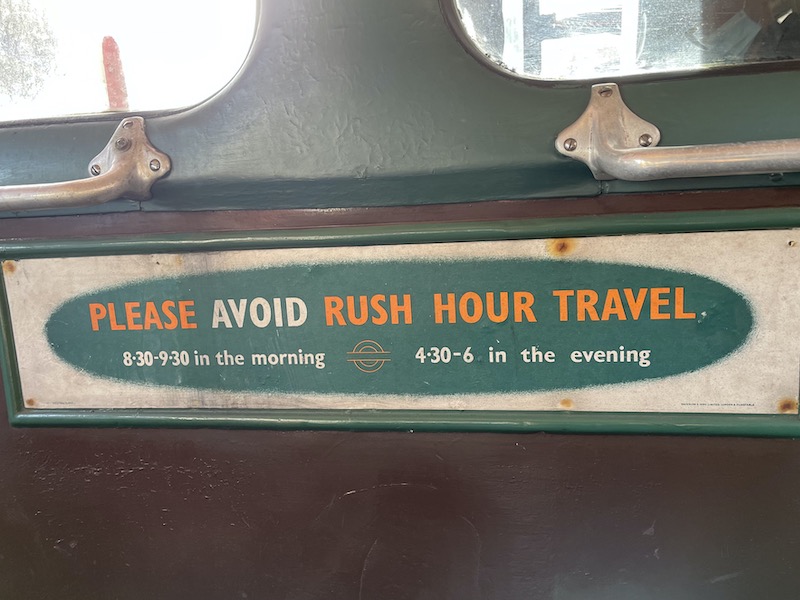 PLEASE AVOID RUSH HOUR TRAVEL
8·30-9·30 in the morning 4·30-6 in the evening